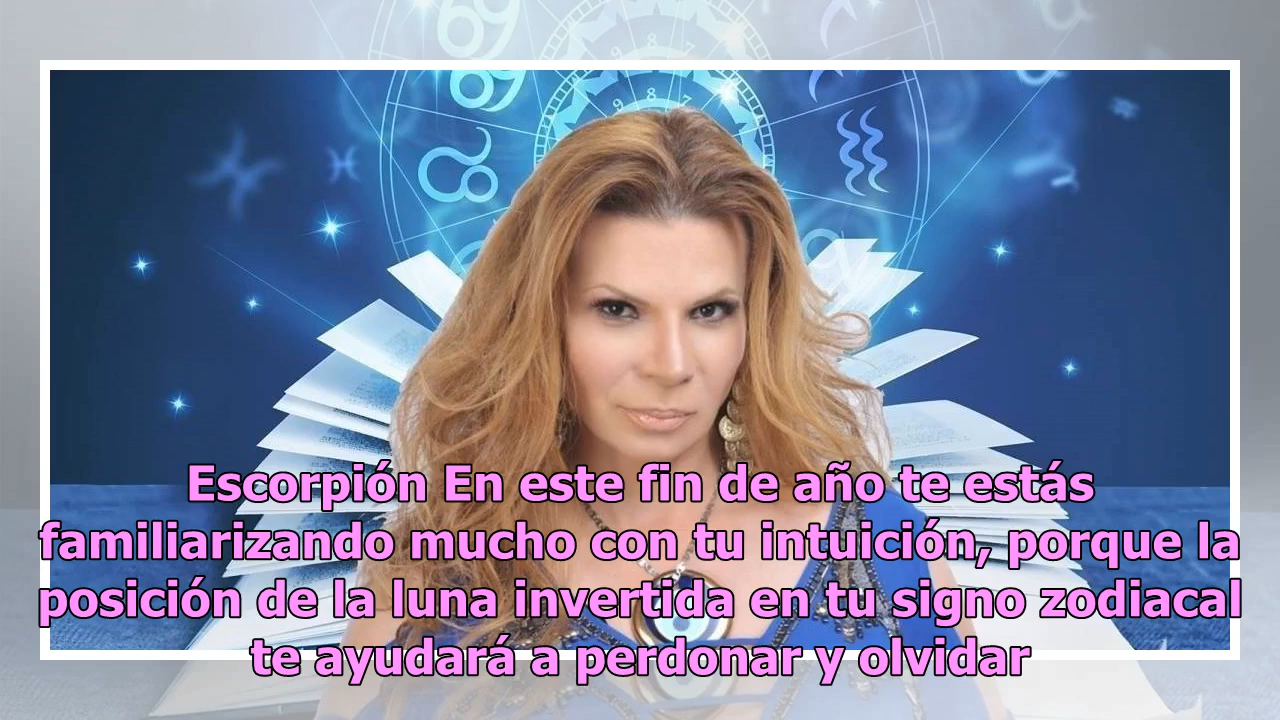 Escorpión En este fin de año te estás
familiarizando mucho con tu intuición, porque la
posición de la luna invertida en tu signo zodiacal
te ayudará a perdonar y olvidar